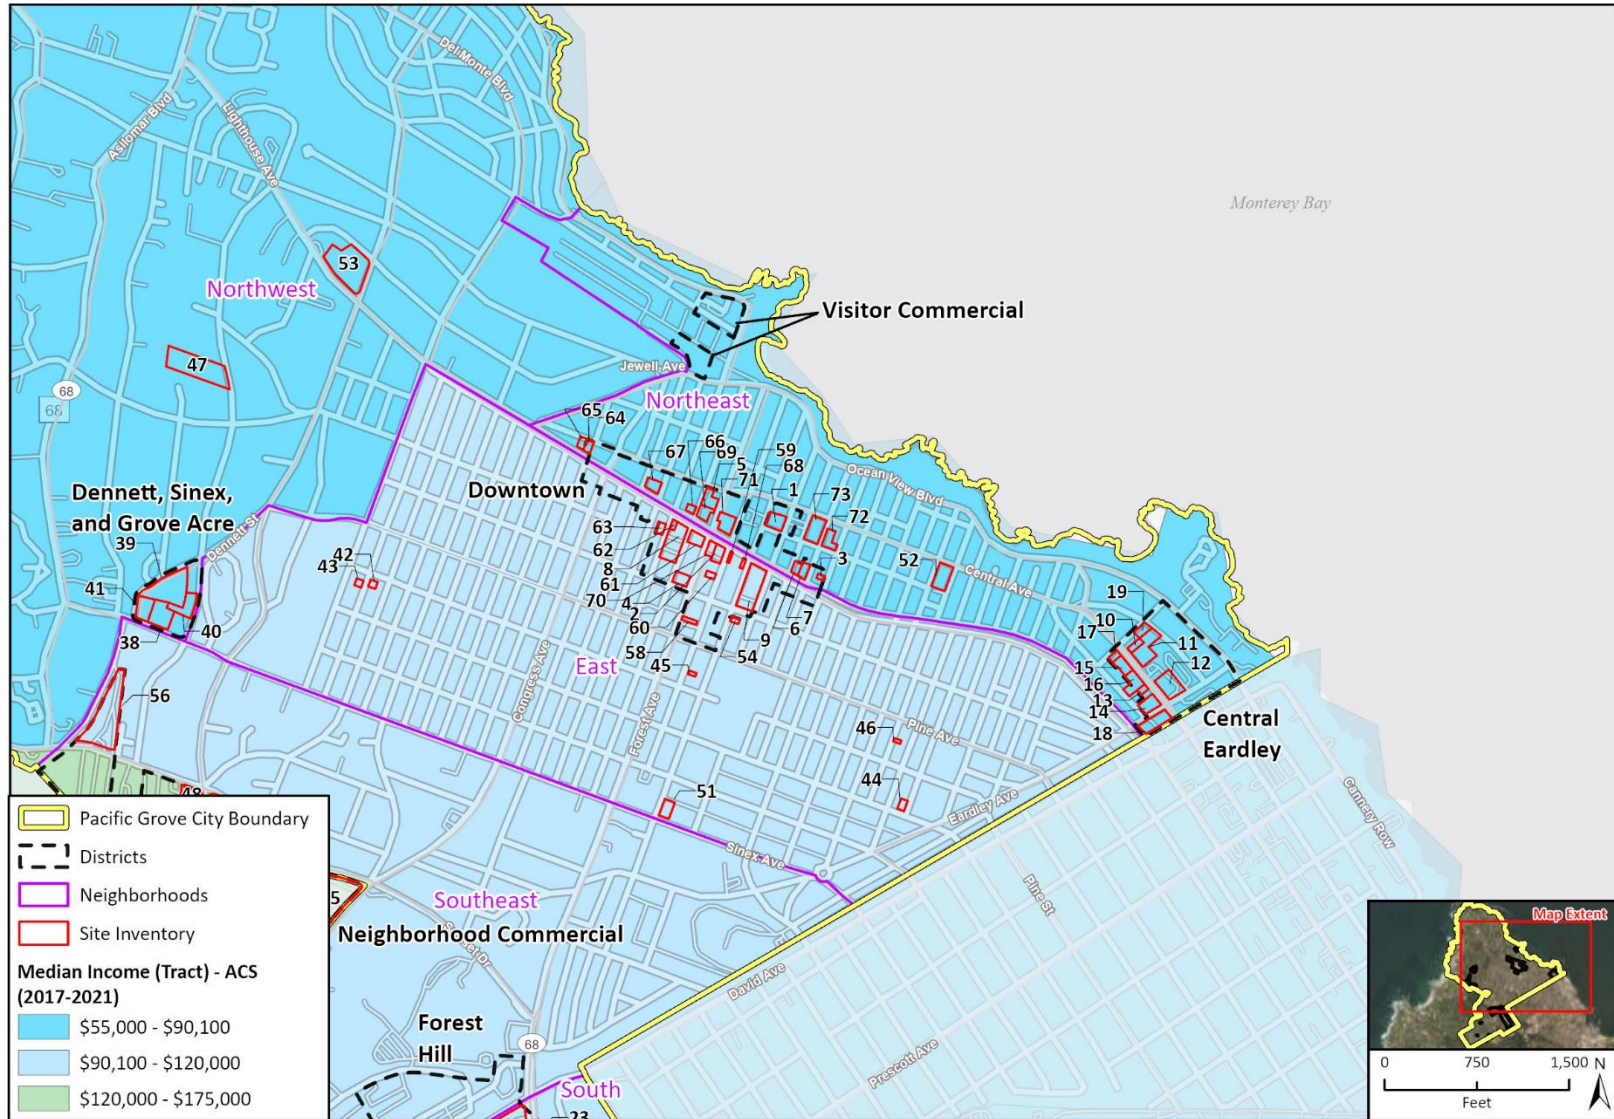 Del Monte Blvd
Asilomar Blvd
Lighthouse Ave
Monterey Bay
53
Northwest
Visitor Commercial
47
Jewell Ave
68
68
Northeast
65
64
66
59
67
69
5
68
71
1
73
Ocean View Blvd
Downtown
72
Dennett, Sinex,
and Grove Acre
39
Dennett St
63
62
8
61
70
4
2
60
3
52
Central Ave
42
43
41
40
38
7
6
9
58
54
45
East
19
10
17
11
12
15
16
13
14
18
Central
Eardley
56
Congress Ave
Forest Ave
Pine Ave
46
44
51
Eardley Ave
Cannery Row
Sinex Ave
48
Pine St
5
Southeast
Neighborhood Commercial
David Ave
Forest
Hill
68
Prescott Ave
South
23
Pacific Grove City Boundary
Districts
Neighborhoods
Site Inventory
Median Income (Tract) - ACS
(2017-2021)
$55,000 - $90,100
$90,100 - $120,000
$120,000 - $175,000
Map Extent
0 750 1,500 N
Feet